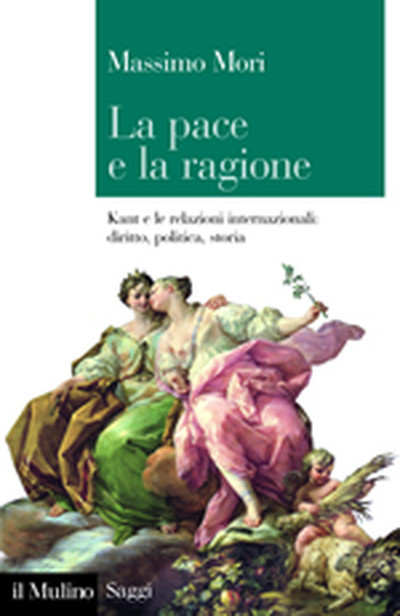 Massimo Mori
La pace
e la ragione
Kant e le relazioni internazionali:
diritto, politica, storia
il Mulino Saggi